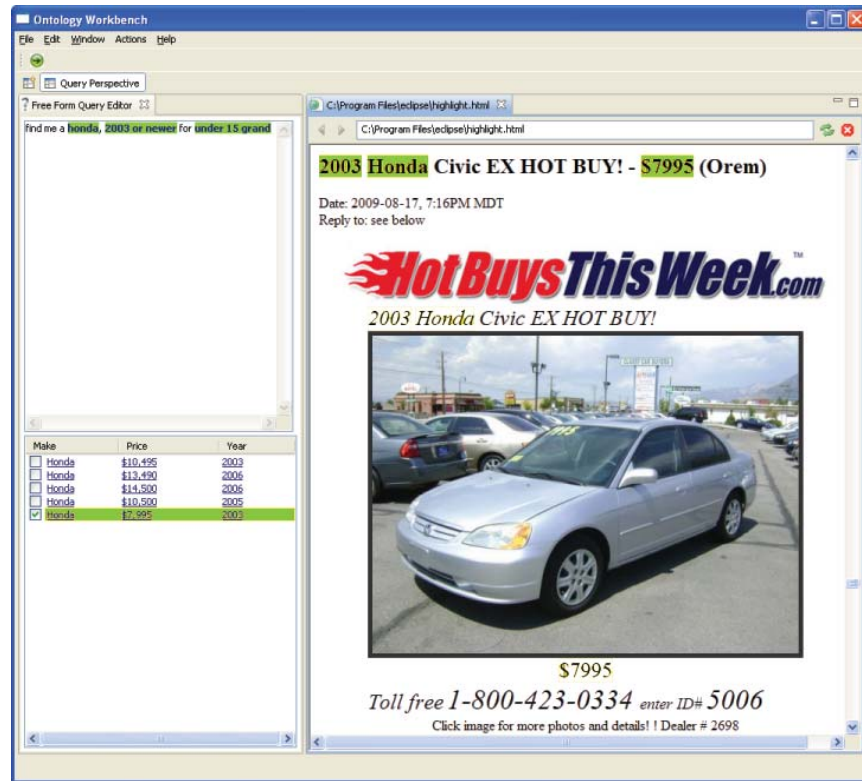 Ontology Workbench
File Edit Window Actions Help
Query Perspective
Free Form Query Editor
find me a honda, 2003 or newer for under 15 grand
Make Price Year
Honda $10,495 2003
Honda $13,490 2006
Honda $14,500 2006
Honda $10,500 2005
Honda $7,995 2003
C:\Program Files\eclipse\highlight.html
C:\Program Files\eclipse\highlight.html
2003 Honda Civic EX HOT BUY! - $7995 (Orem)
Date: 2009-08-17, 7:16PM MDT
Reply to: see below
HotBuysThisWeek.com™
2003 Honda Civic EX HOT BUY!
$7995
Toll free 1-800-423-0334 enter ID# 5006
Click image for more photos and details! ! Dealer # 2698